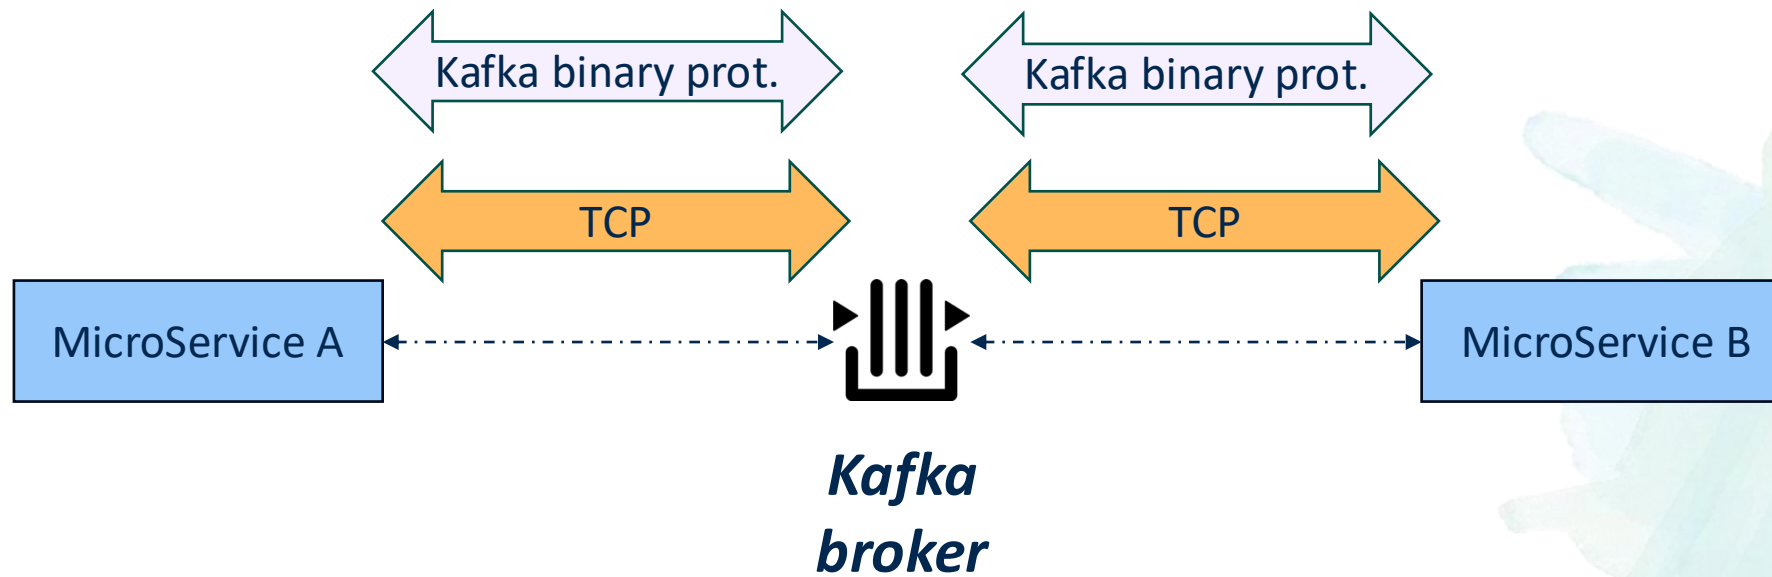 Kafka binary prot.
Kafka binary prot.
TCP
TCP
MicroService A
MicroService B
Kafka
broker